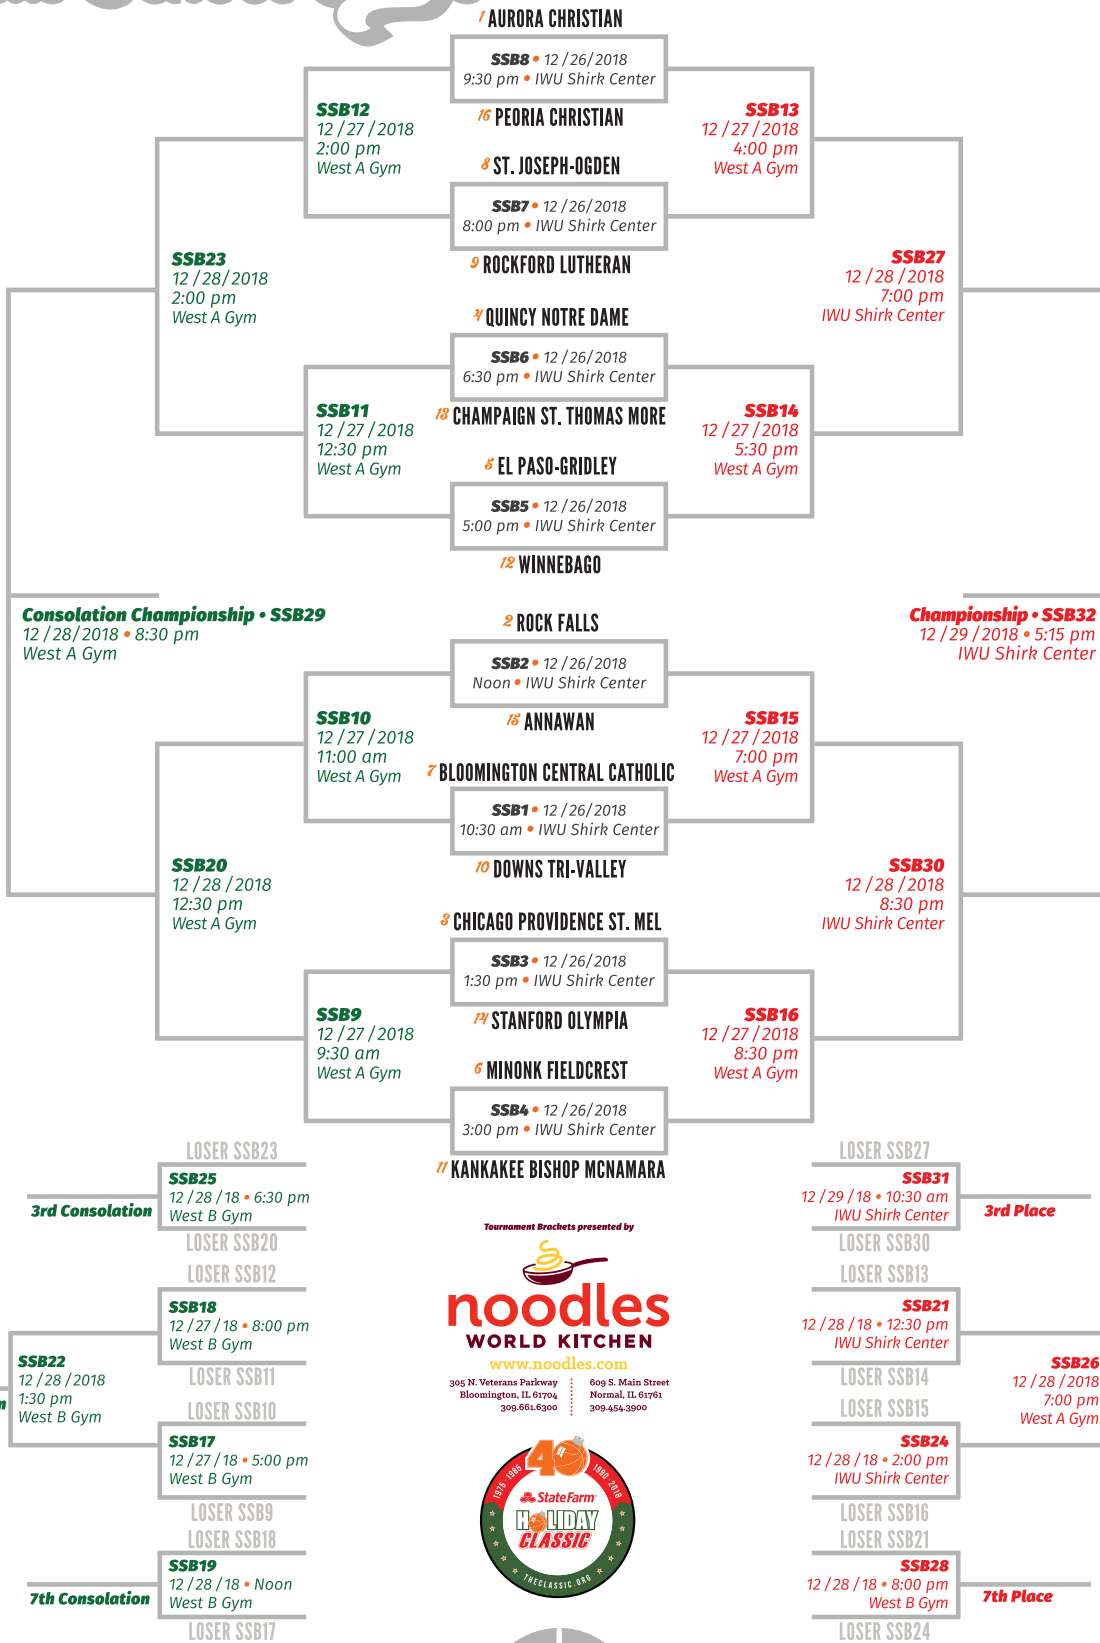 1 AURORA CHRISTIAN
SSB8 • 12/26/2018
9:30 pm • IWU Shirk Center
16 PEORIA CHRISTIAN
SSB12
12/27/2018
2:00 pm
West A Gym
SSB13
12/27/2018
4:00 pm
West A Gym
8 ST. JOSEPH-OGDEN
SSB7 • 12/26/2018
8:00 pm • IWU Shirk Center
9 ROCKFORD LUTHERAN
SSB23
12/28/2018
2:00 pm
West A Gym
SSB27
12/28/2018
7:00 pm
IWU Shirk Center
4 QUINCY NOTRE DAME
SSB6 • 12/26/2018
6:30 pm • IWU Shirk Center
13 CHAMPAIGN ST. THOMAS MORE
SSB11
12/27/2018
12:30 pm
West A Gym
SSB14
12/27/2018
5:30 pm
West A Gym
5 EL PASO-GRIDLEY
SSB5 • 12/26/2018
5:00 pm • IWU Shirk Center
12 WINNEBAGO
Consolation Championship • SSB29
12/28/2018 • 8:30 pm
West A Gym
Championship • SSB32
12/29/2018 • 5:15 pm
IWU Shirk Center
2 ROCK FALLS
SSB2 • 12/26/2018
Noon • IWU Shirk Center
15 ANNAWAN
SSB10
12/27/2018
11:00 am
West A Gym
SSB15
12/27/2018
7:00 pm
West A Gym
7 BLOOMINGTON CENTRAL CATHOLIC
SSB1 • 12/26/2018
10:30 am • IWU Shirk Center
10 DOWNS TRI-VALLEY
SSB20
12/28/2018
12:30 pm
West A Gym
SSB30
12/28/2018
8:30 pm
IWU Shirk Center
3 CHICAGO PROVIDENCE ST. MEL
SSB3 • 12/26/2018
1:30 pm • IWU Shirk Center
14 STANFORD OLYMPIA
SSB9
12/27/2018
9:30 am
West A Gym
SSB16
12/27/2018
8:30 pm
West A Gym
6 MINONK FIELDCREST
SSB4 • 12/26/2018
3:00 pm • IWU Shirk Center
11 KANKAKEE BISHOP MCNAMARA
LOSER SSB23
SSB25
12/28/18 • 6:30 pm
West B Gym
3rd Consolation
LOSER SSB20
LOSER SSB27
SSB31
12/29/18 • 10:30 am
IWU Shirk Center
3rd Place
LOSER SSB30
LOSER SSB12
SSB18
12/27/18 • 8:00 pm
West B Gym
LOSER SSB11
SSB22
12/28/2018
1:30 pm
West B Gym
LOSER SSB10
SSB17
12/27/18 • 5:00 pm
West B Gym
LOSER SSB9
LOSER SSB13
SSB21
12/28/18 • 12:30 pm
IWU Shirk Center
LOSER SSB14
SSB26
12/28/2018
7:00 pm
West A Gym
LOSER SSB15
SSB24
12/28/18 • 2:00 pm
IWU Shirk Center
LOSER SSB16
LOSER SSB18
SSB19
12/28/18 • Noon
West B Gym
7th Consolation
LOSER SSB17
LOSER SSB21
SSB28
12/28/18 • 8:00 pm
West B Gym
7th Place
LOSER SSB24
Tournament Brackets presented by
noodles
WORLD KITCHEN
www.noodles.com
305 N. Veterans Parkway
Bloomington, IL 61704
309.661.6300
609 S. Main Street
Normal, IL 61761
309.454.3900
40
1975-1985
1990-2018
StateFarm
HOLIDAY
CLASSIC
THECLASSIC.ORG